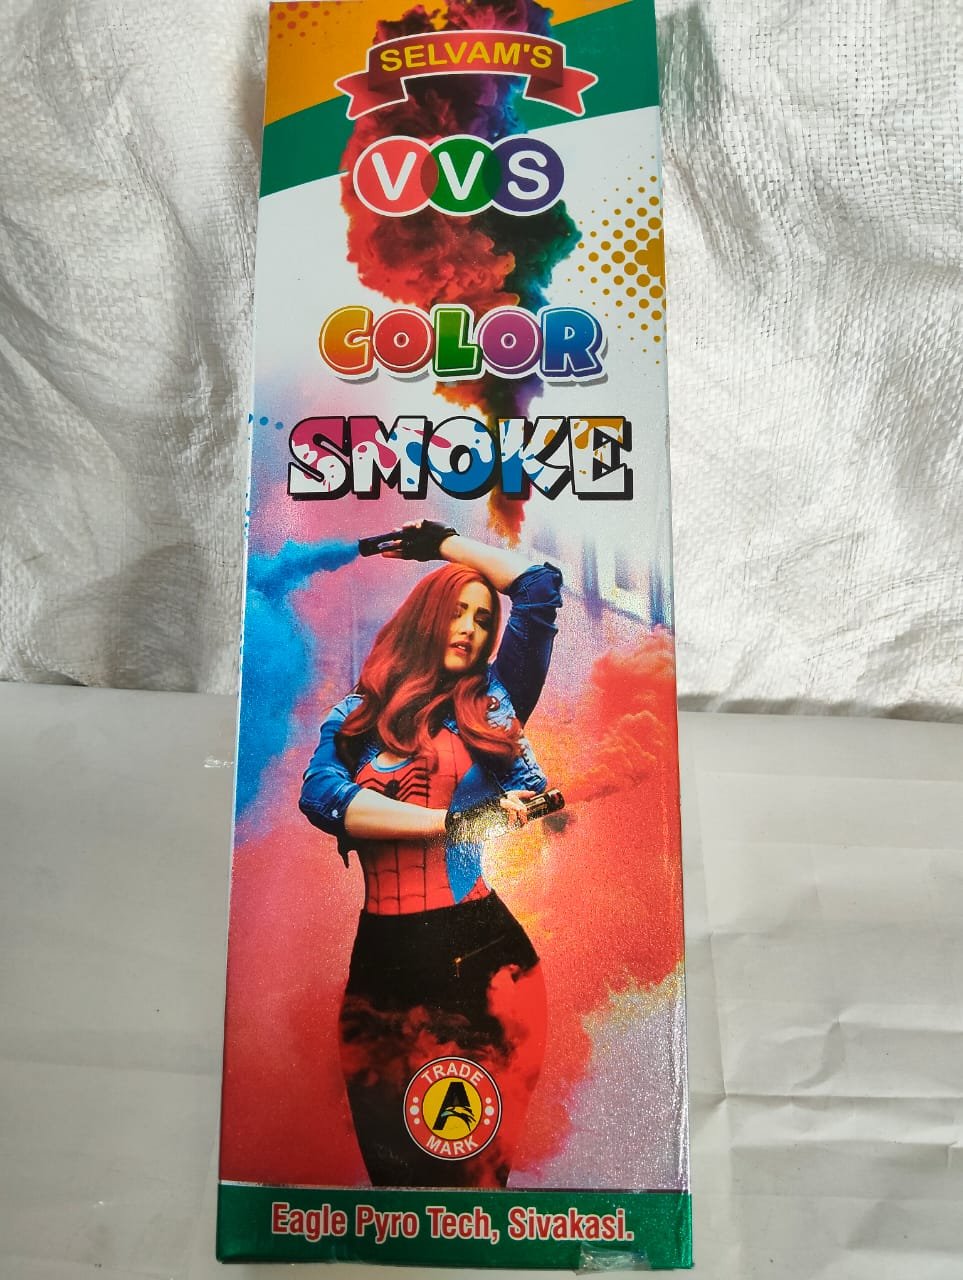 SELVAM'S
VVS
COLOR
SMOKE
TRADE
A
MARK
Eagle Pyro Tech, Sivakasi.